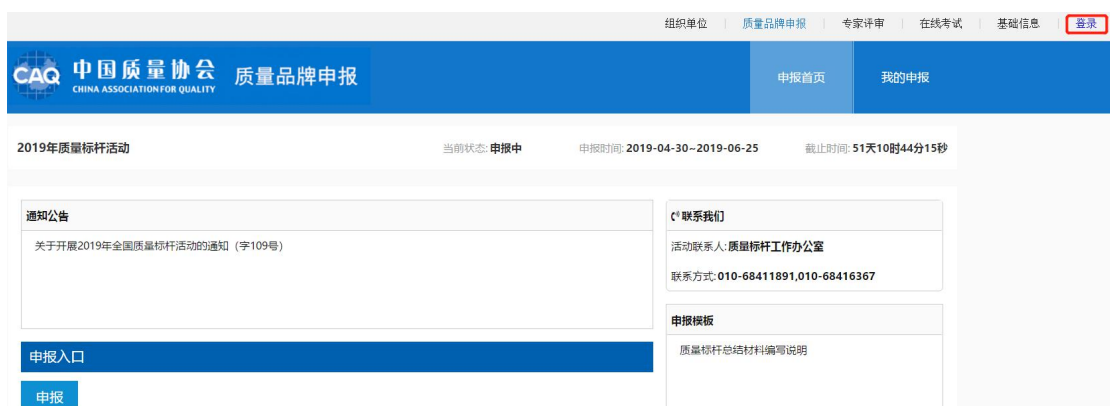 组织单位 质量品牌申报 专家评审 在线考试 基础信息 登录
CAQ 中国质量协会 质量品牌申报 申报首页 我的申报
CHINA ASSOCIATION FOR QUALITY
2019年质量标杆活动 当前状态:申报中 申报时间:2019-04-30~2019-06-25 截止时间:51天10时44分15秒
通知公告
关于开展2019年全国质量标杆活动的通知（字109号）
联系我们
活动联系人:质量标杆工作办公室
联系方式:010-68411891,010-68416367
申报模板
质量标杆总结材料编写说明
申报入口
申报